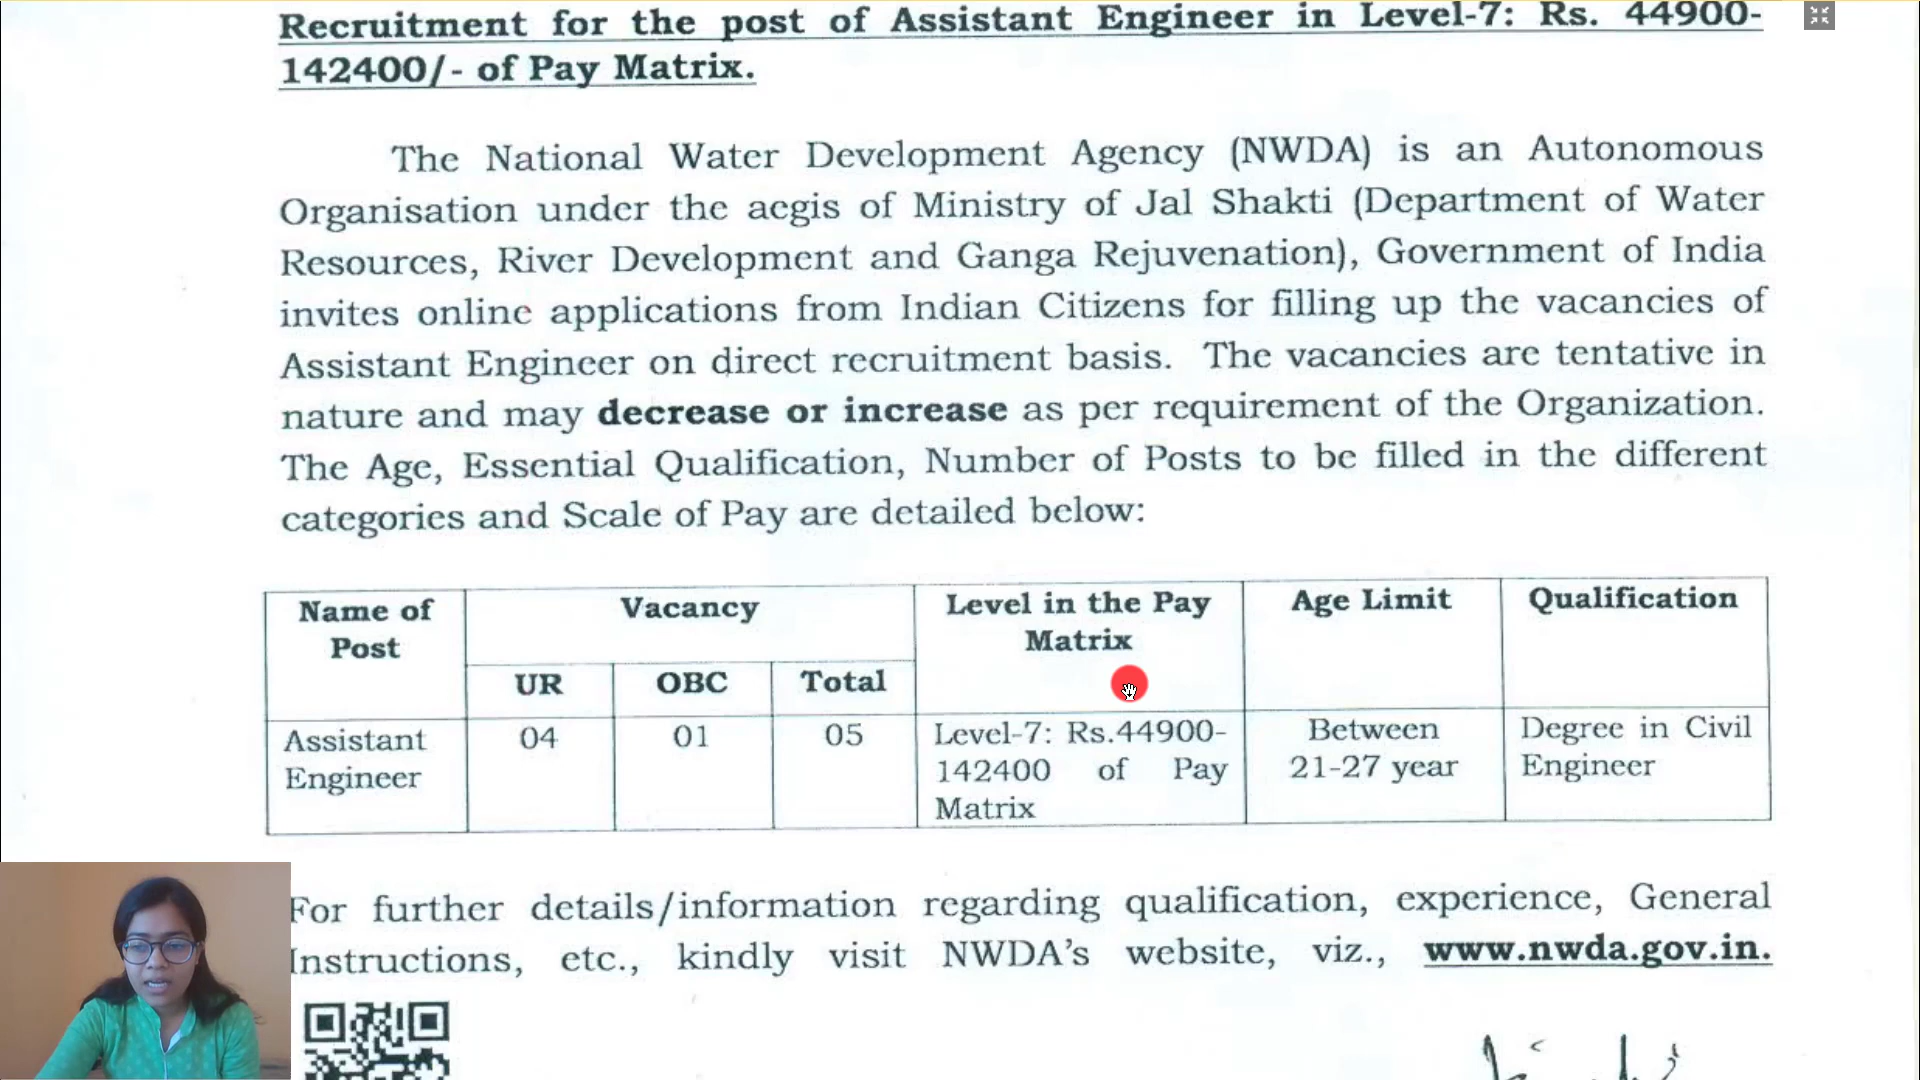 Recruitment for the post of Assistant Engineer in Level-7: Rs. 44900-
142400/- of Pay Matrix.
The National Water Development Agency (NWDA) is an Autonomous
Organisation under the aegis of Ministry of Jal Shakti (Department of Water
Resources, River Development and Ganga Rejuvenation), Government of India
invites online applications from Indian Citizens for filling up the vacancies of
Assistant Engineer on direct recruitment basis. The vacancies are tentative in
nature and may decrease or increase as per requirement of the Organization.
The Age, Essential Qualification, Number of Posts to be filled in the different
categories and Scale of Pay are detailed below:
Name of Post Vacancy Level in the Pay Matrix Age Limit Qualification
UR OBC Total
Assistant 04 01 05 Level-7: Rs.44900- Between Degree in Civil
Engineer 142400 of Pay 21-27 year Engineer
Matrix
For further details/information regarding qualification, experience, General
Instructions, etc., kindly visit NWDA's website, viz., www.nwda.gov.in.